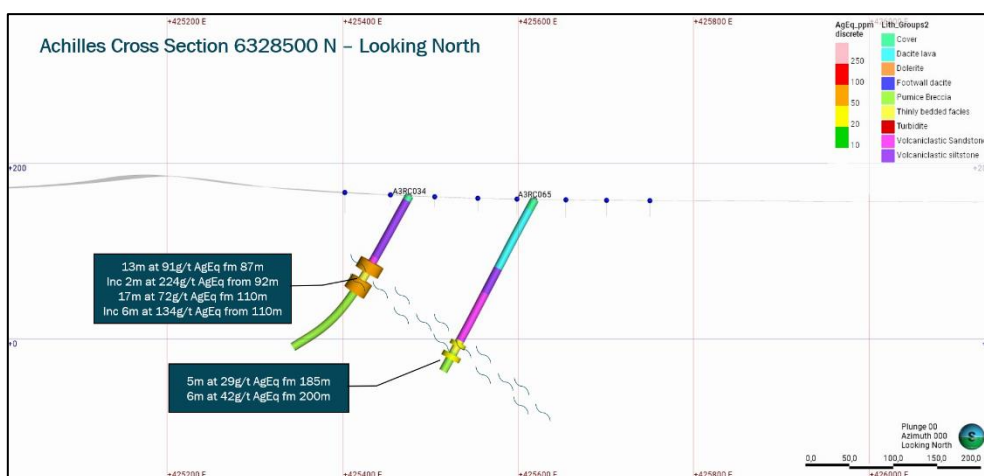 +425200 E
+425400 E
+425600 E
+425800 E
Achilles Cross Section 6328500 N – Looking North
AgEq_ppm
discrete
250
100
50
20
10
Lith_Groups2
Cover
Dacite lava
Dolerite
Footwall dacite
Pumice Breccia
Thinly bedded facies
Turbidite
Volcaniclastic Sandstone
Volcaniclastic siltstone
+200
A3RC034
A3RC065
13m at 91g/t AgEq fm 87m
Inc 2m at 224g/t AgEq from 92m
17m at 72g/t AgEq fm 110m
Inc 6m at 134g/t AgEq from 110m
+0
5m at 29g/t AgEq fm 185m
6m at 42g/t AgEq fm 200m
Plunge 00
Azimuth 000
Looking North
0,0 50,0 100,0 150,0 200,0
+425200 E
+425400 E
+425600 E
+425800 E
+426000 E